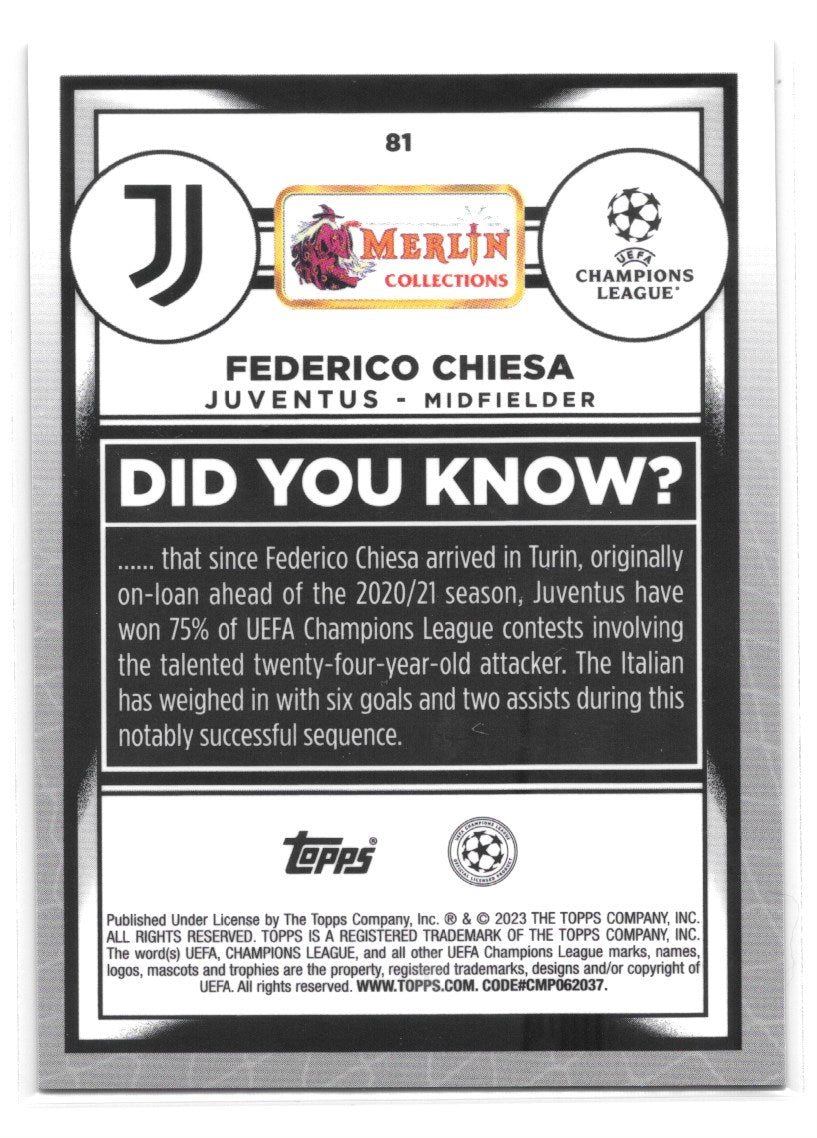 81
MERLIN
COLLECTIONS
UEFA
CHAMPIONS
LEAGUE
FEDERICO CHIESA
JUVENTUS - MIDFIELDER
DID YOU KNOW?
...... that since Federico Chiesa arrived in Turin, originally
on-loan ahead of the 2020/21 season, Juventus have
won 75% of UEFA Champions League contests involving
the talented twenty-four-year-old attacker. The Italian
has weighed in with six goals and two assists during this
notably successful sequence.
topps®
UEFA CHAMPIONS LEAGUE
OFFICIAL LICENSED PRODUCT
Published Under License by The Topps Company, Inc. ® & © 2023 THE TOPPS COMPANY, INC.
ALL RIGHTS RESERVED. TOPPS IS A REGISTERED TRADEMARK OF THE TOPPS COMPANY, INC.
The word(s) UEFA, CHAMPIONS LEAGUE, and all other UEFA Champions League marks, names,
logos, mascots and trophies are the property, registered trademarks, designs and/or copyright of
UEFA. All rights reserved. WWW.TOPPS.COM. CODE#CMP062037.